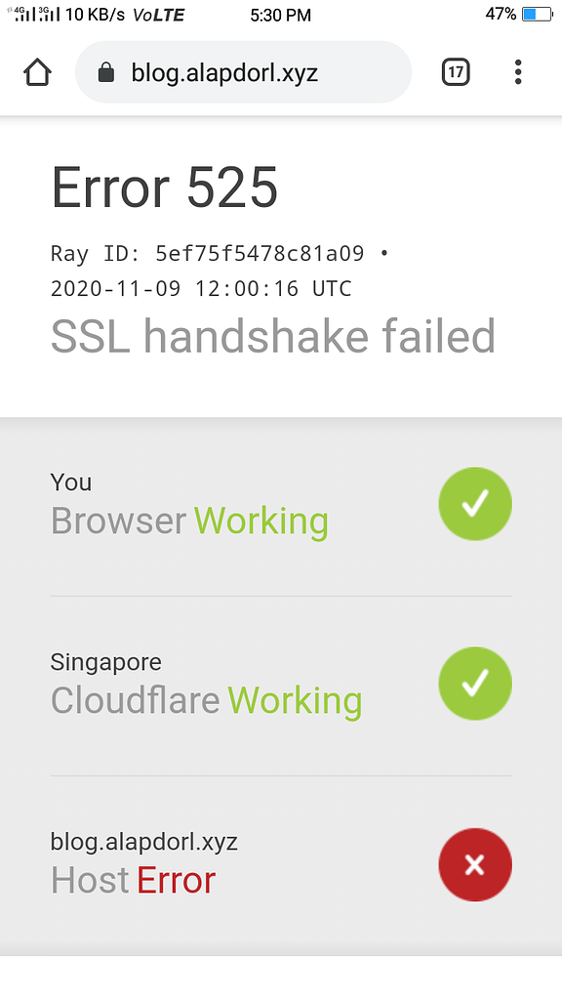 4G 3G 10 KB/s VoLTE 5:30 PM 47%
blog.alapdorl.xyz 17
Error 525
Ray ID: 5ef75f5478c81a09 •
2020-11-09 12:00:16 UTC
SSL handshake failed
You
Browser Working
Singapore
Cloudflare Working
blog.alapdorl.xyz
Host Error